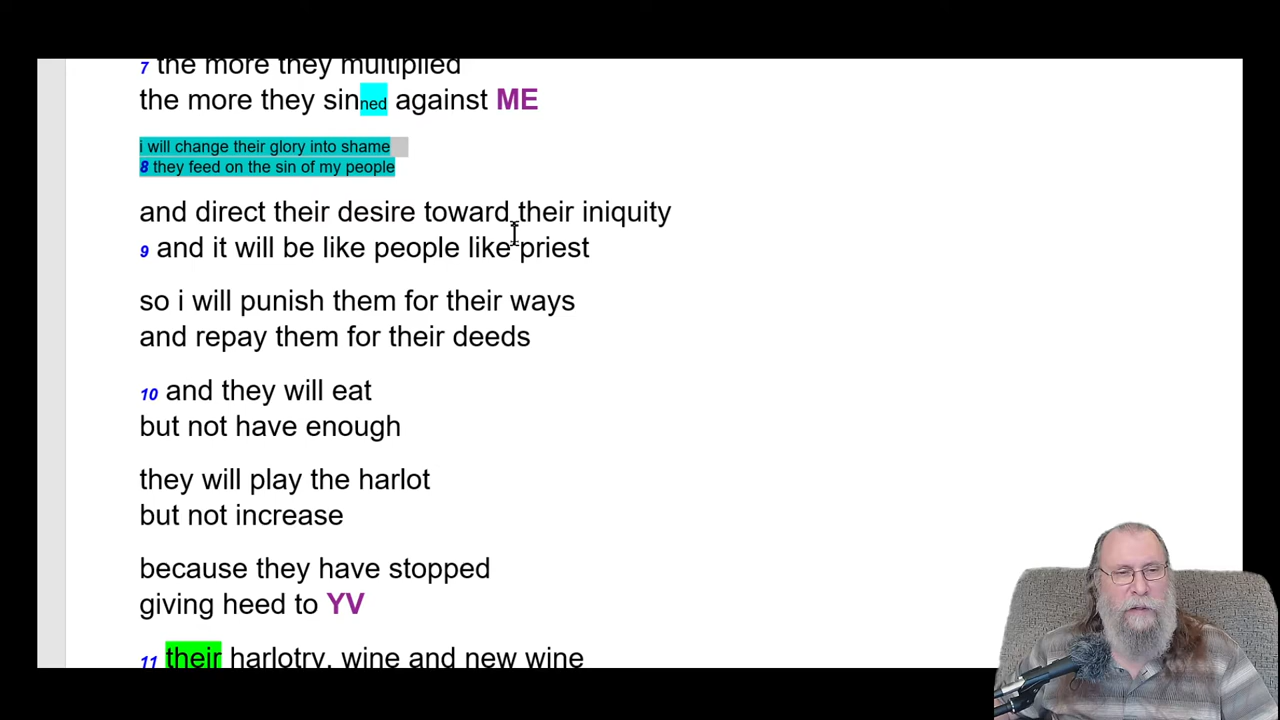 7 the more they multiplied
the more they sinned against ME
i will change their glory into shame
8 they feed on the sin of my people
and direct their desire toward their iniquity
9 and it will be like people like priest
so i will punish them for their ways
and repay them for their deeds
10 and they will eat
but not have enough
they will play the harlot
but not increase
because they have stopped
giving heed to YV
11 their harlotry, wine and new wine